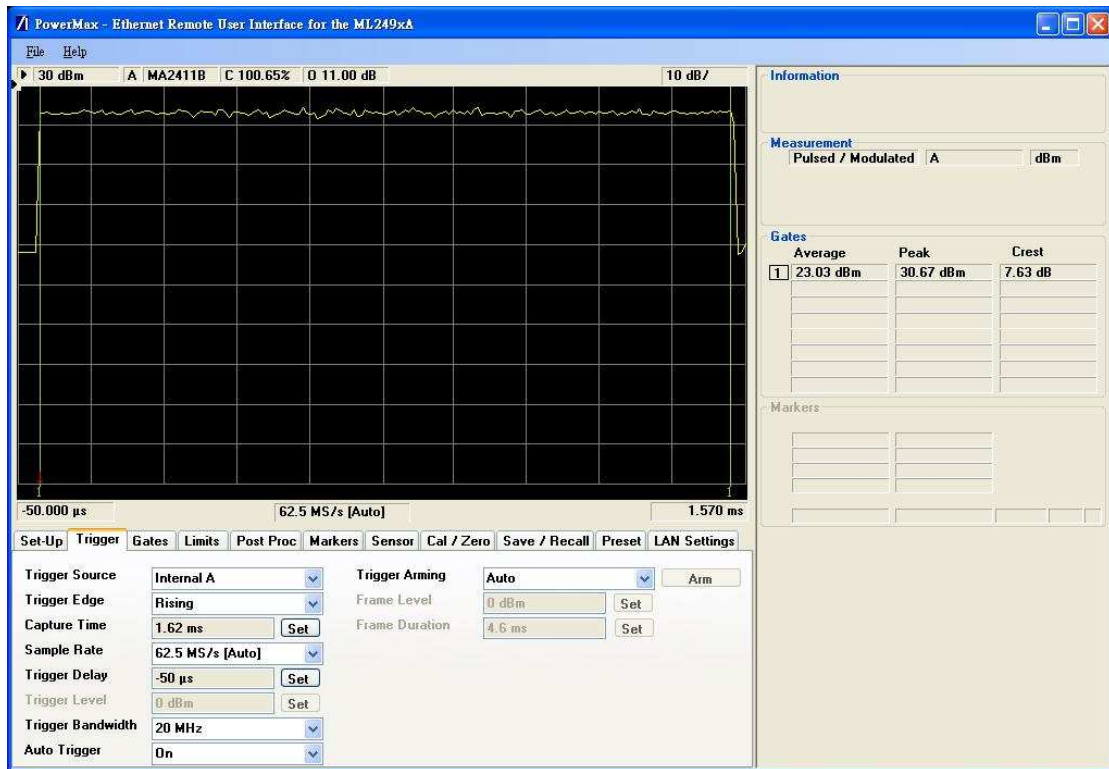 PowerMax - Ethernet Remote User Interface for the ML249xA
File Help
30 dBm A MA2411B C 100.65% O 11.00 dB 10 dB/
1 1
-50.000 µs 62.5 MS/s [Auto] 1.570 ms
Information
Measurement
Pulsed / Modulated A dBm
Gates
Average Peak Crest
1 23.03 dBm 30.67 dBm 7.63 dB
Markers
Set-Up Trigger Gates Limits Post Proc Markers Sensor Cal / Zero Save / Recall Preset LAN Settings
Trigger Source Internal A Trigger Arming Auto Arm
Trigger Edge Rising Frame Level 0 dBm Set
Capture Time 1.62 ms Set Frame Duration 4.6 ms Set
Sample Rate 62.5 MS/s [Auto]
Trigger Delay -50 µs Set
Trigger Level 0 dBm Set
Trigger Bandwidth 20 MHz
Auto Trigger On